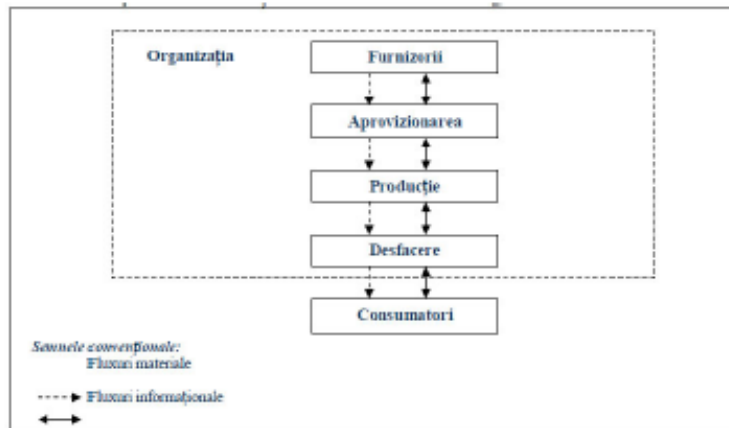 Organizația
Furnizorii
Aprovizionarea
Producție
Desfacere
Consumatori
Semnele convenționale:
Fluxuri materiale
Fluxuri informaționale